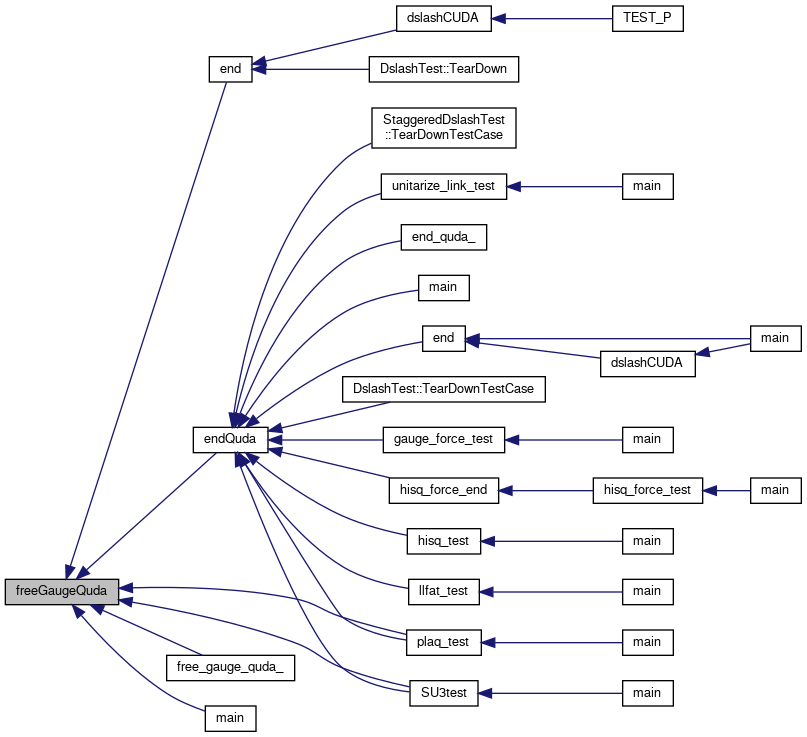 dslashCUDA
TEST_P
end
DslashTest::TearDown
StaggeredDslashTest
::TearDownTestCase
unitarize_link_test
main
end_quda_
main
end
main
dslashCUDA
DslashTest::TearDownTestCase
endQuda
gauge_force_test
main
hisq_force_end
hisq_force_test
main
hisq_test
main
freeGaugeQuda
llfat_test
main
plaq_test
main
free_gauge_quda_
SU3test
main
main